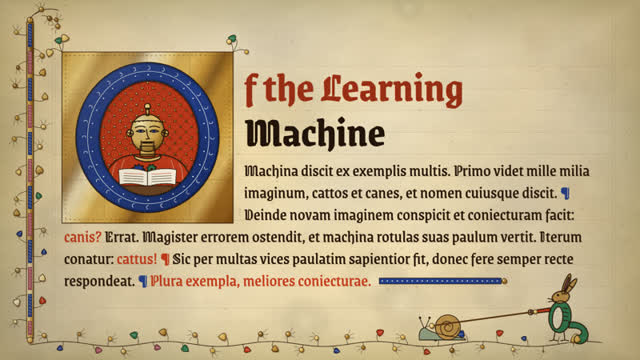 f the Learning
Machine
Machina discit ex exemplis multis. Primo videt mille milia
imaginum, cattos et canes, et nomen cuiusque discit. ¶
Deinde novam imaginem conspicit et coniecturam facit:
canis? Errat. Magister errorem ostendit, et machina rotulas suas paulum vertit. Iterum
conatur: cattus! ¶ Sic per multas vices paulatim sapientior fit, donec fere semper recte
respondeat. ¶ Plura exempla, meliores coniecturae.